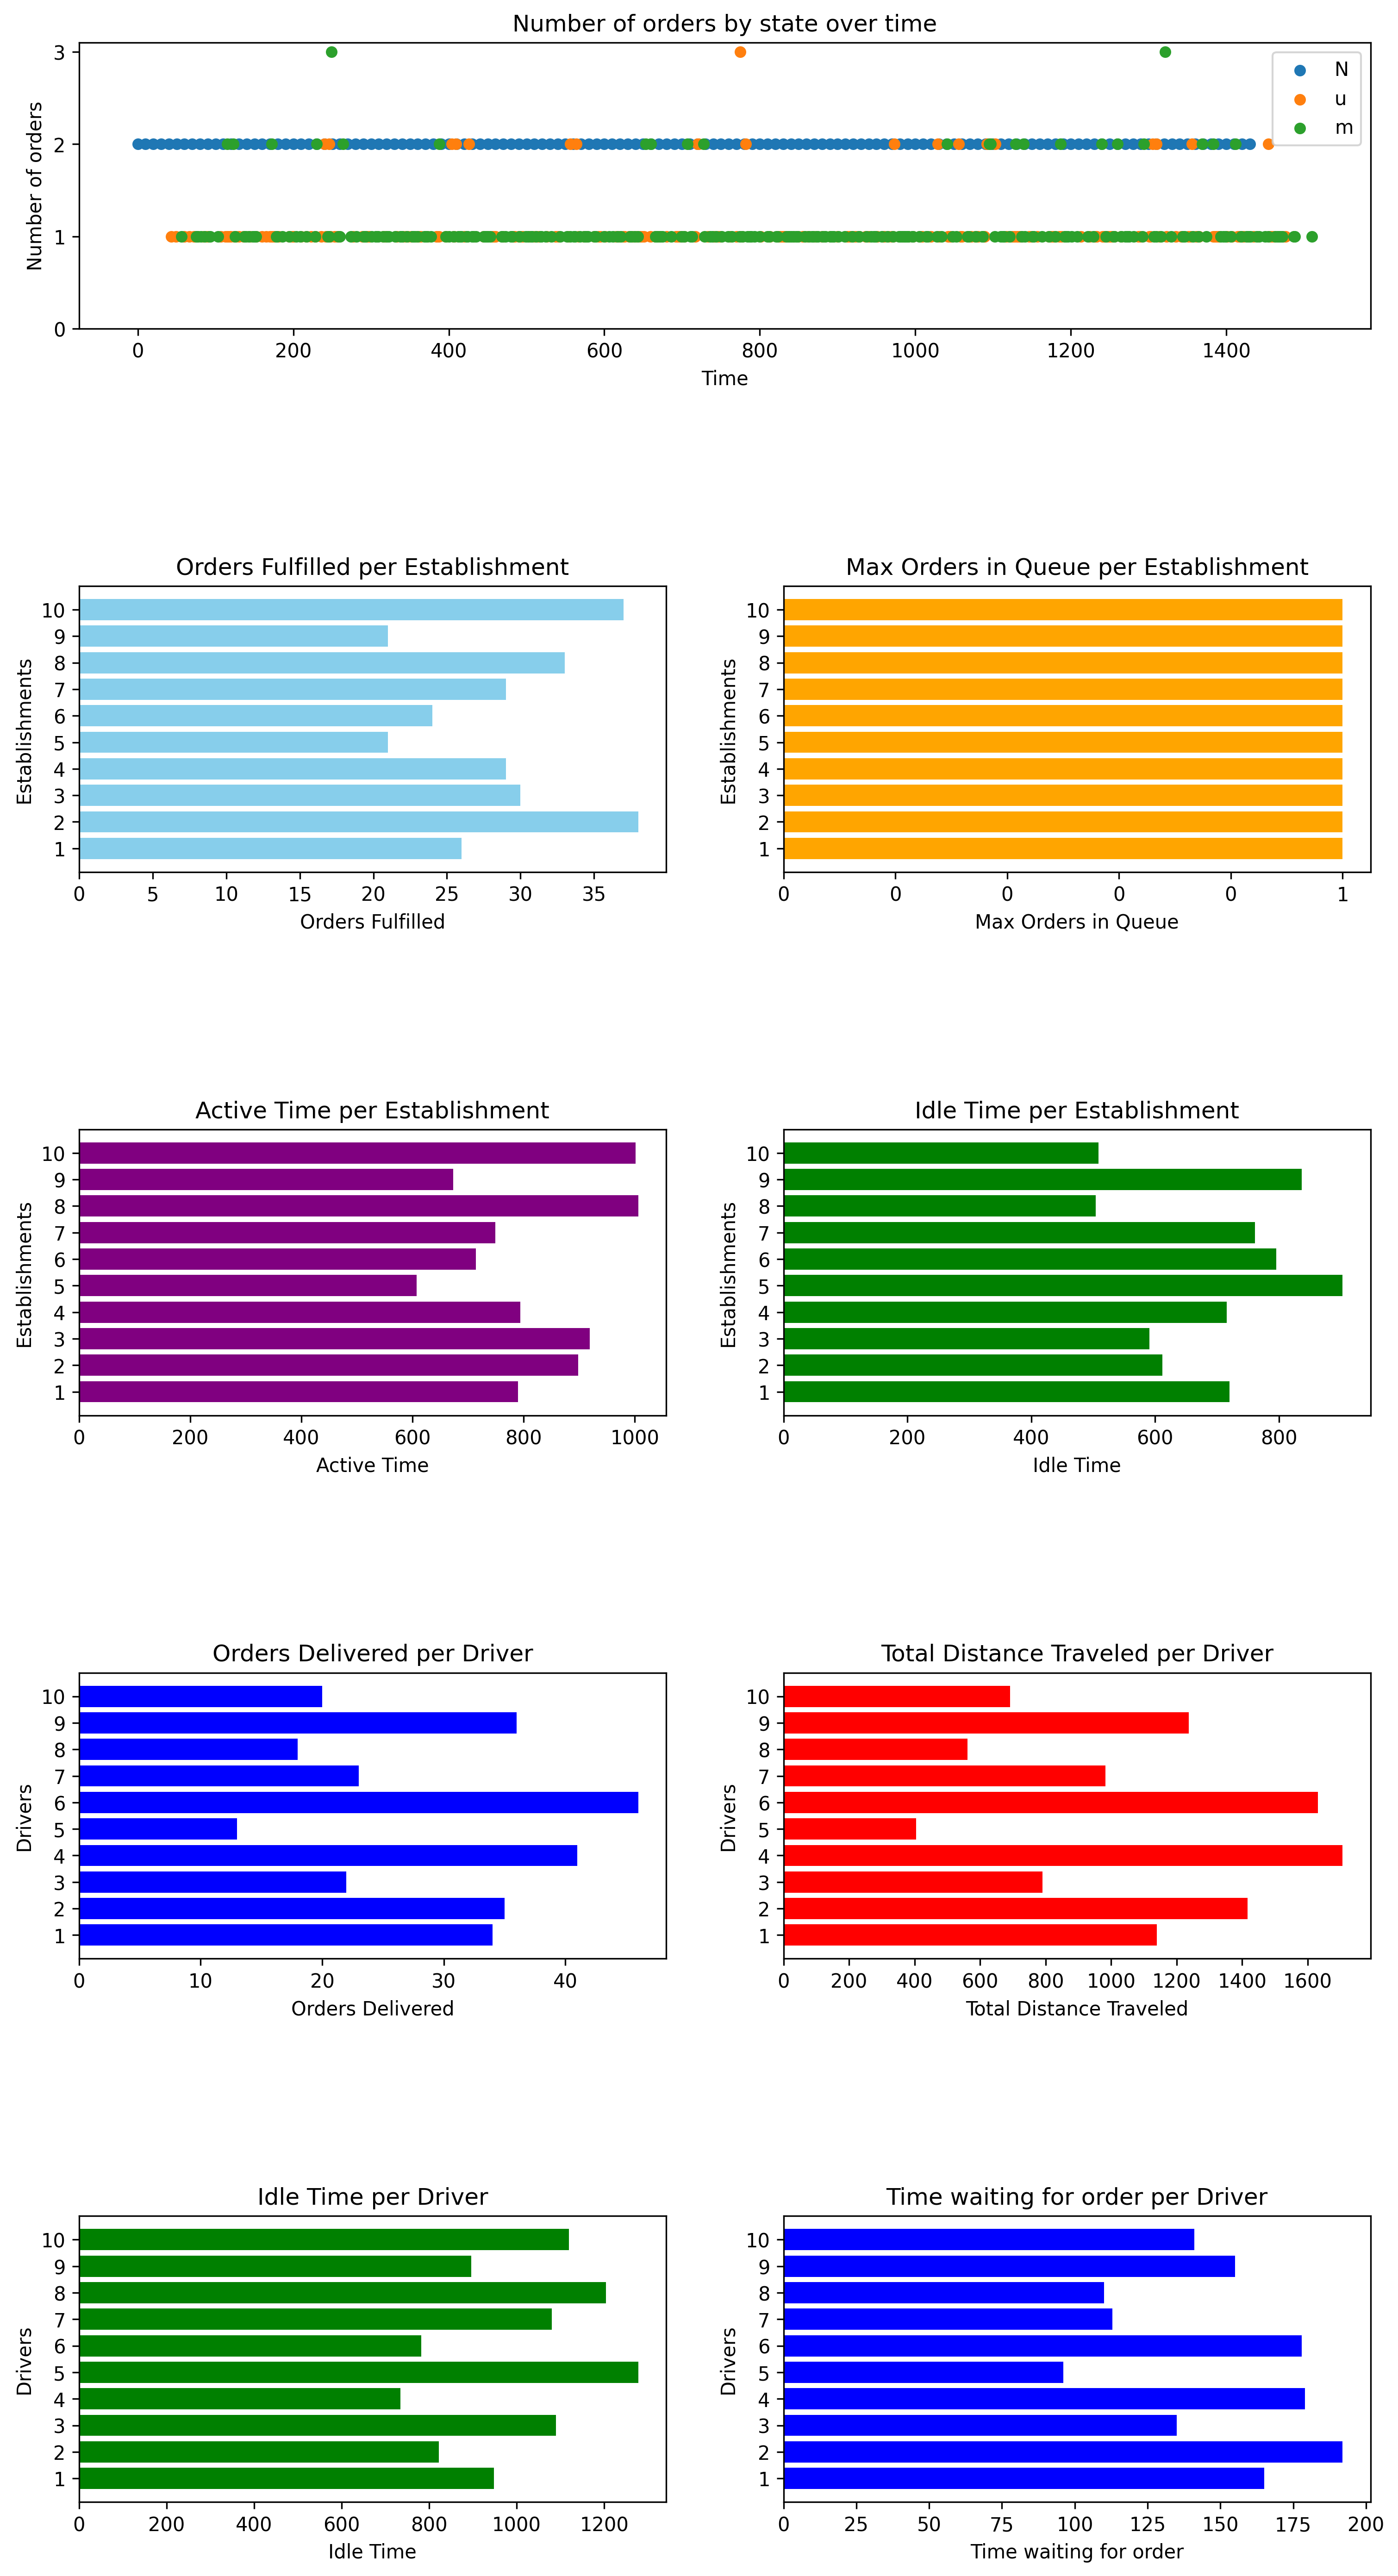 Number of orders by state over time
Number of orders
3
2
1
0
N
u
m
0 200 400 600 800 1000 1200 1400
Time
Orders Fulfilled per Establishment
Establishments
10
9
8
7
6
5
4
3
2
1
0 5 10 15 20 25 30 35
Orders Fulfilled
Max Orders in Queue per Establishment
Establishments
10
9
8
7
6
5
4
3
2
1
0 0 0 0 0 1
Max Orders in Queue
Active Time per Establishment
Establishments
10
9
8
7
6
5
4
3
2
1
0 200 400 600 800 1000
Active Time
Idle Time per Establishment
Establishments
10
9
8
7
6
5
4
3
2
1
0 200 400 600 800
Idle Time
Orders Delivered per Driver
Drivers
10
9
8
7
6
5
4
3
2
1
0 10 20 30 40
Orders Delivered
Total Distance Traveled per Driver
Drivers
10
9
8
7
6
5
4
3
2
1
0 200 400 600 800 1000 1200 1400 1600
Total Distance Traveled
Idle Time per Driver
Drivers
10
9
8
7
6
5
4
3
2
1
0 200 400 600 800 1000 1200
Idle Time
Time waiting for order per Driver
Drivers
10
9
8
7
6
5
4
3
2
1
0 25 50 75 100 125 150 175 200
Time waiting for order